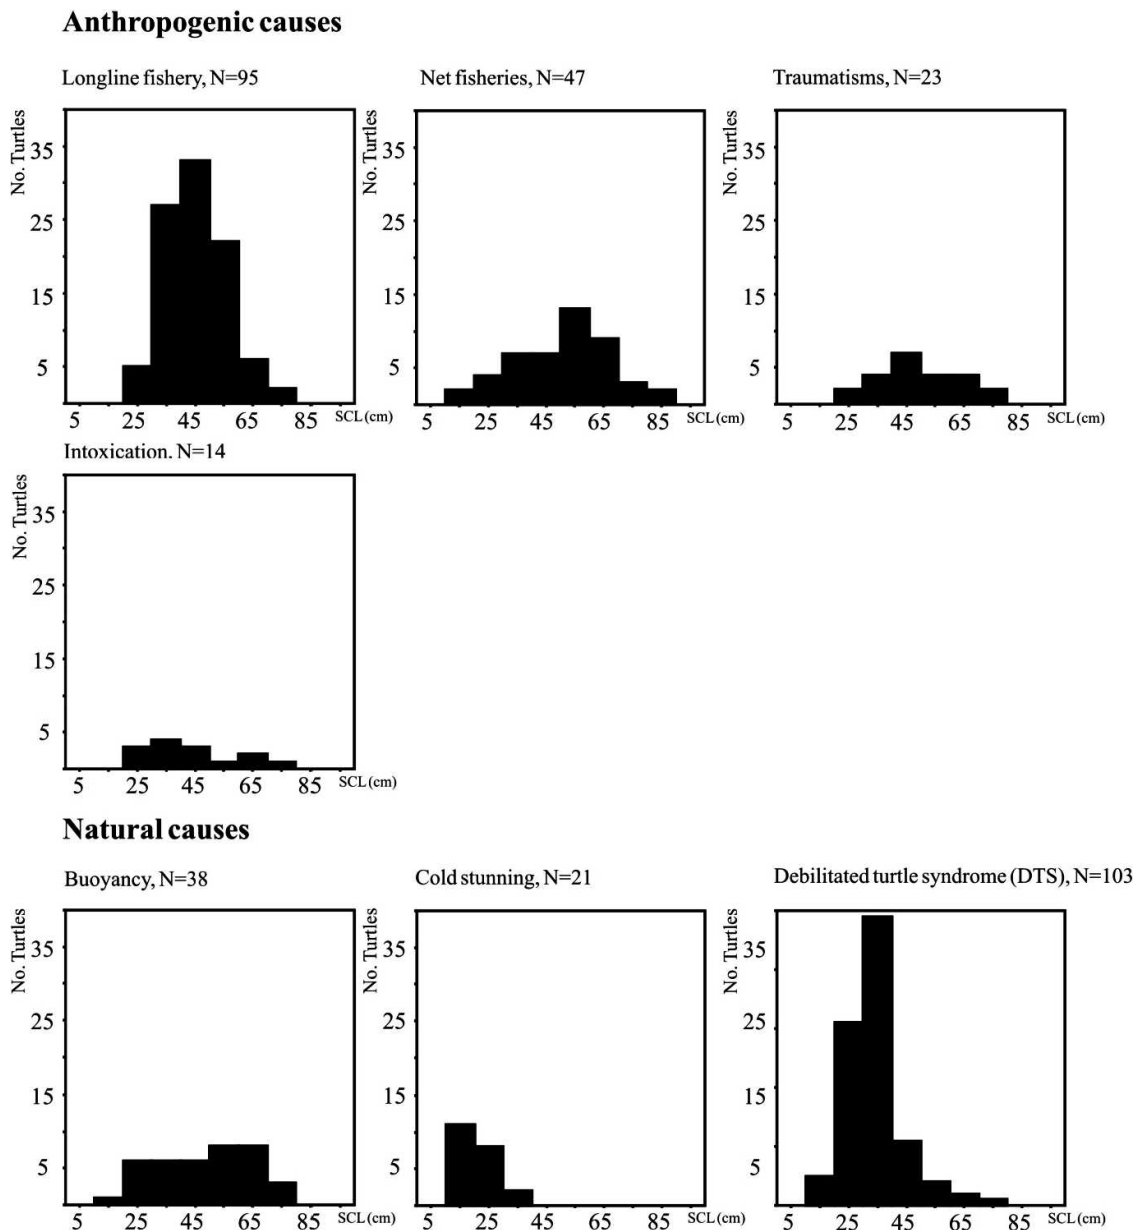 Anthropogenic causes
Longline fishery, N=95
Net fisheries, N=47
Traumatisms, N=23
No. Turtles
35
25
15
5
5 25 45 65 85 SCL (cm)
No. Turtles
35
25
15
5
5 25 45 65 85 SCL (cm)
No. Turtles
35
25
15
5
5 25 45 65 85 SCL (cm)
Intoxication. N=14
No. Turtles
35
25
15
5
5 25 45 65 85 SCL (cm)
Natural causes
Buoyancy, N=38
Cold stunning, N=21
Debilitated turtle syndrome (DTS), N=103
No. Turtles
35
25
15
5
5 25 45 65 85 SCL (cm)
No. Turtles
35
25
15
5
5 25 45 65 85 SCL (cm)
No. Turtles
35
25
15
5
5 25 45 65 85 SCL (cm)